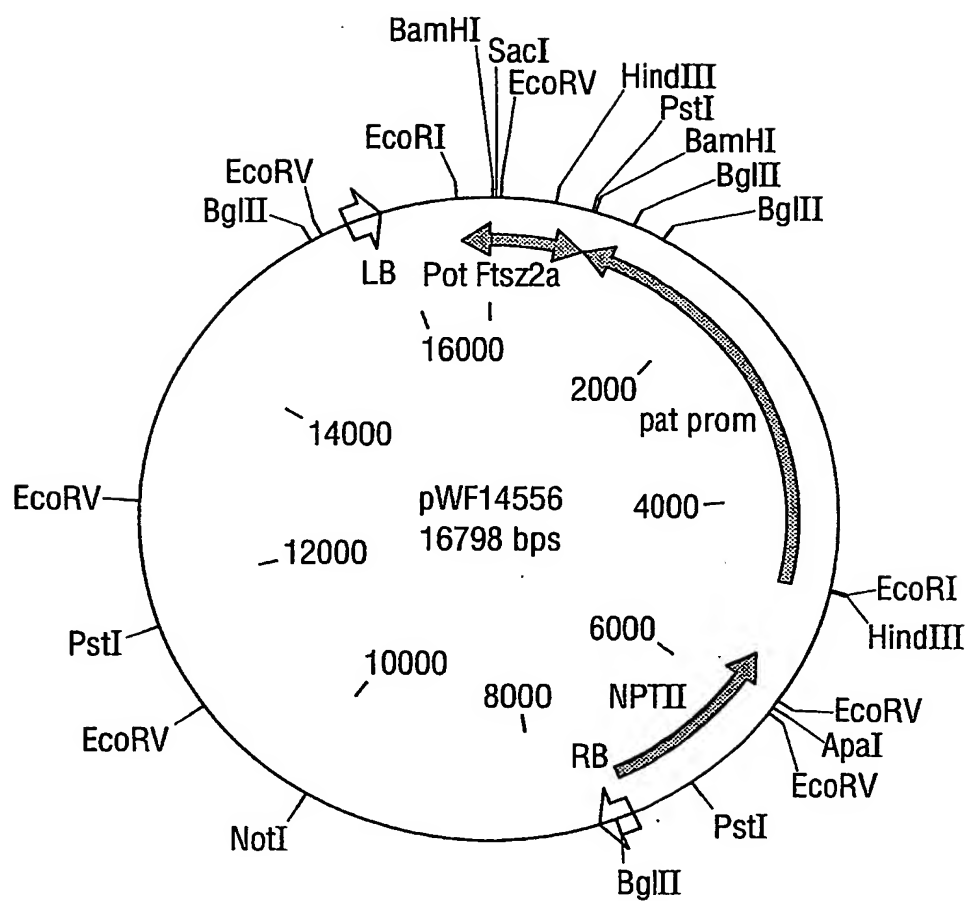 BamHI
SacI
EcoRV
HindIII
PstI
BamHI
BglII
BglII
EcoRI
EcoRV
BglII
LB
Pot Ftsz2a
16000
2000
pat prom
14000
EcoRV
pWF14556
16798 bps
4000
12000
EcoRI
HindIII
PstI
6000
10000
8000
NPTII
EcoRV
EcoRV
ApaI
EcoRV
RB
NotI
PstI
BglII